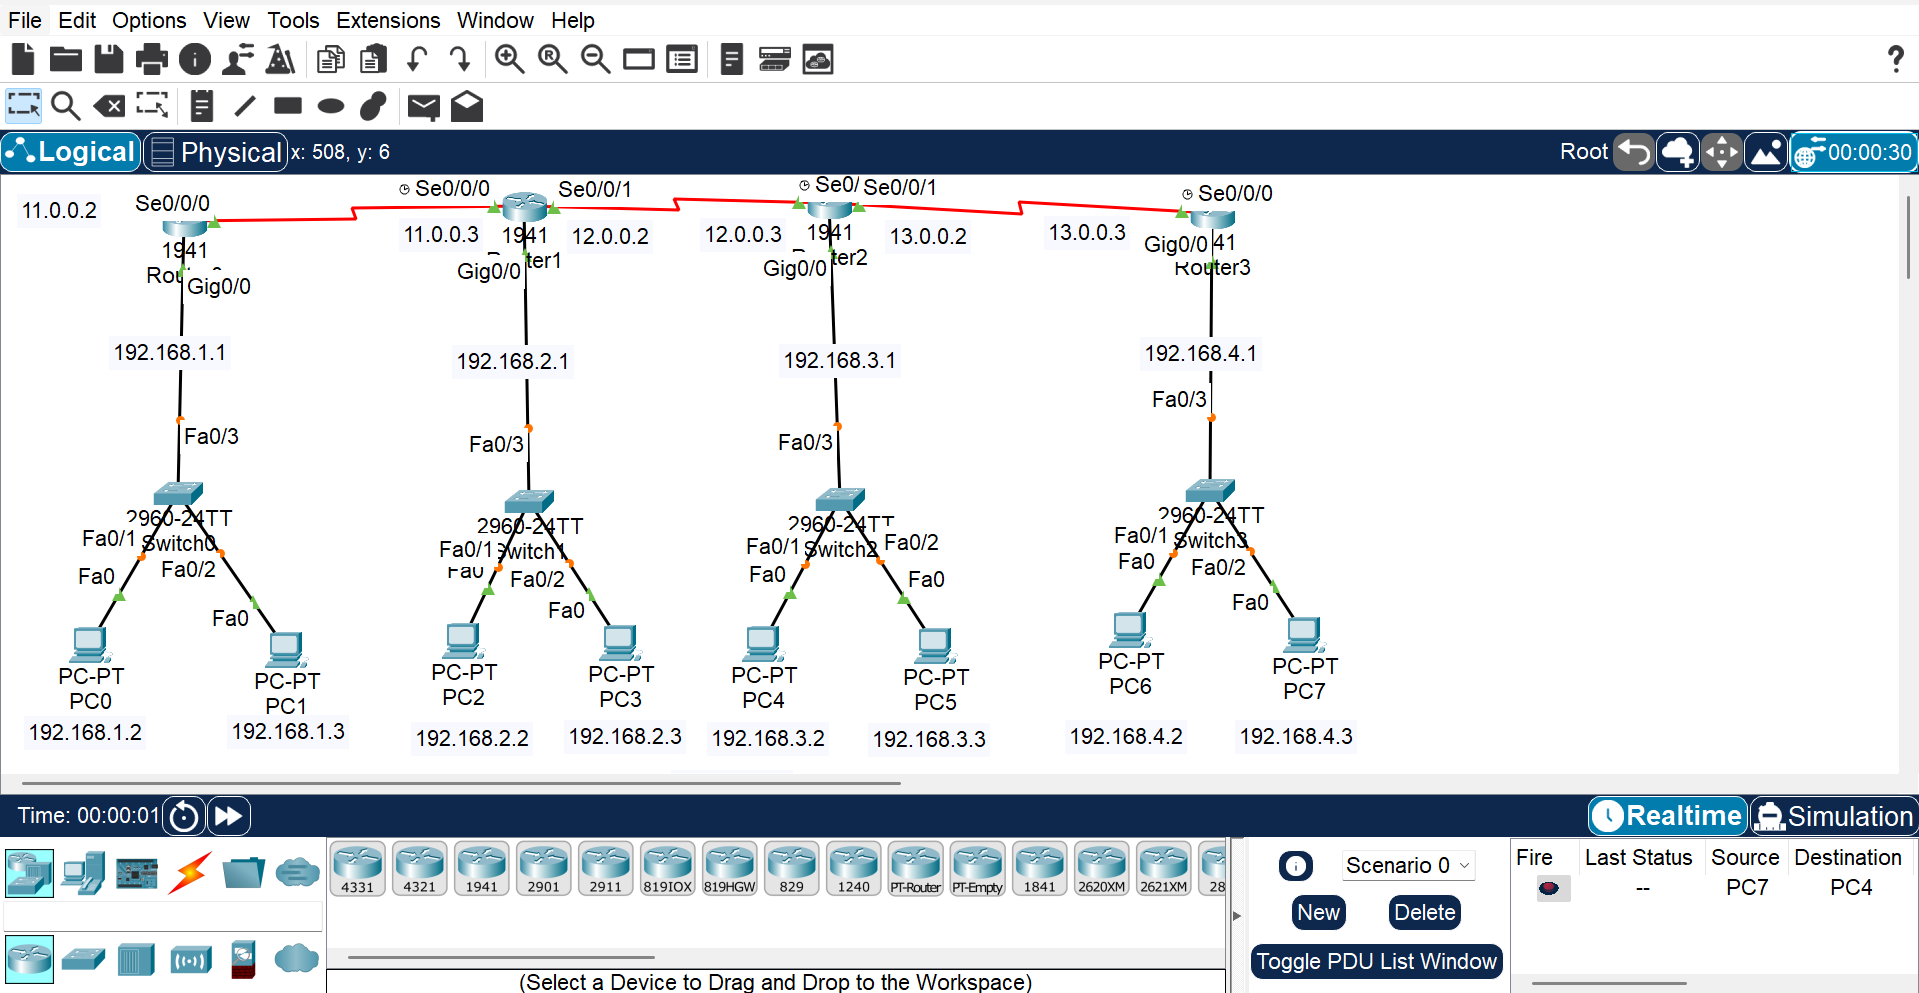 File Edit Options View Tools Extensions Window Help
?
Logical Physical x: 508, y: 6 Root 00:00:30
11.0.0.2 Se0/0/0 Se0/0/0 Se0/0/1 Se0/ Se0/0/1 Se0/0/0
11.0.0.3 12.0.0.2 12.0.0.3 13.0.0.2 13.0.0.3
1941 1941 1941 41
Gig0/0 Gig0/0 Gig0/0 Gig0/0
ter1 ter2 Router3
192.168.1.1 192.168.2.1 192.168.3.1 192.168.4.1
Fa0/3 Fa0/3 Fa0/3 Fa0/3
2960-24TT 2960-24TT 2960-24TT 2960-24TT
Fa0/1 Switch0 Fa0/1 Switch1 Fa0/1 Switch2 Fa0/2 Fa0/1 Switch3
Fa0 Fa0/2 Fa0 Fa0/2 Fa0 Fa0 Fa0 Fa0/2
Fa0 Fa0 Fa0
PC-PT PC-PT PC-PT PC-PT PC-PT PC-PT PC-PT PC-PT
PC0 PC1 PC2 PC3 PC4 PC5 PC6 PC7
192.168.1.2 192.168.1.3 192.168.2.2 192.168.2.3 192.168.3.2 192.168.3.3 192.168.4.2 192.168.4.3
Time: 00:00:01 Realtime Simulation
4331 4321 1941 2901 2911 819IOX 819HGW 829 1240 PT-Router PT-Empty 1841 2620XM 2621XM 28
(Select a Device to Drag and Drop to the Workspace)
Scenario 0
New Delete
Toggle PDU List Window
Fire Last Status Source Destination
-- PC7 PC4